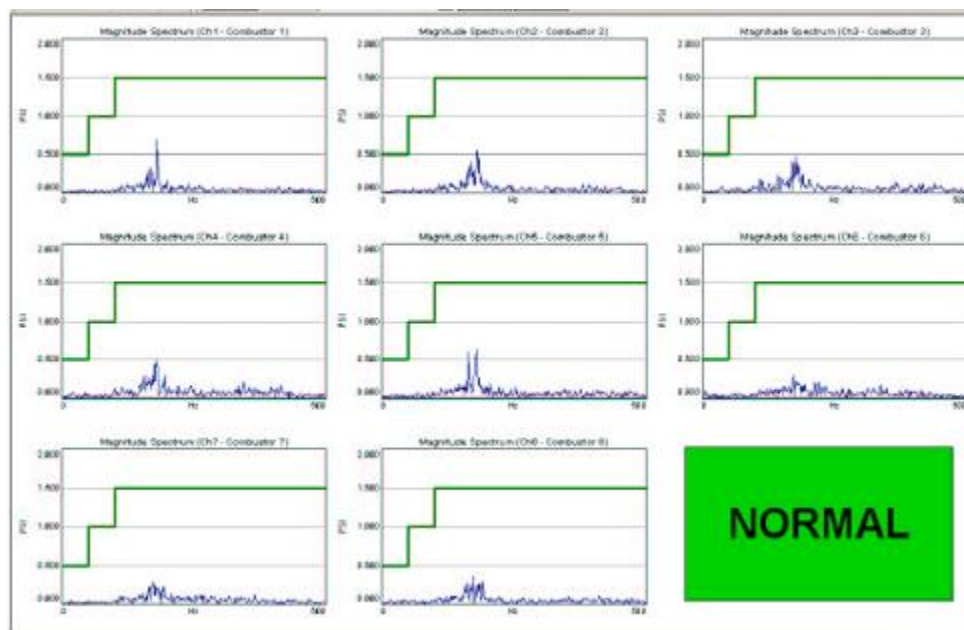 Magnitude Spectrum (Ch1 - Combustor 1)
2.000
1.500
1.000
0.500
0.000
PSI
0
Hz
500
Magnitude Spectrum (Ch2 - Combustor 2)
2.000
1.500
1.000
0.500
0.000
PSI
0
Hz
500
Magnitude Spectrum (Ch3 - Combustor 3)
2.000
1.500
1.000
0.500
0.000
PSI
0
Hz
500
Magnitude Spectrum (Ch4 - Combustor 4)
2.000
1.500
1.000
0.500
0.000
PSI
0
Hz
500
Magnitude Spectrum (Ch5 - Combustor 5)
2.000
1.500
1.000
0.500
0.000
PSI
0
Hz
500
Magnitude Spectrum (Ch6 - Combustor 6)
2.000
1.500
1.000
0.500
0.000
PSI
0
Hz
500
Magnitude Spectrum (Ch7 - Combustor 7)
2.000
1.500
1.000
0.500
0.000
PSI
0
Hz
500
Magnitude Spectrum (Ch8 - Combustor 8)
2.000
1.500
1.000
0.500
0.000
PSI
0
Hz
500
NORMAL